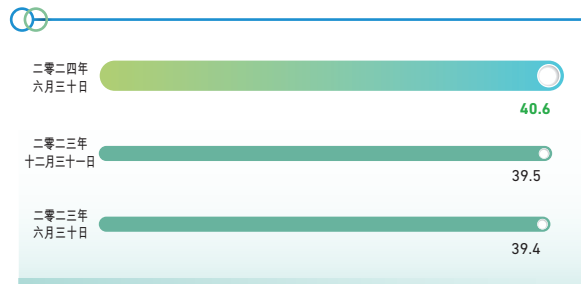 二零二四年
六月三十日
40.6
二零二三年
十二月三十一日
39.5
二零二三年
六月三十日
39.4